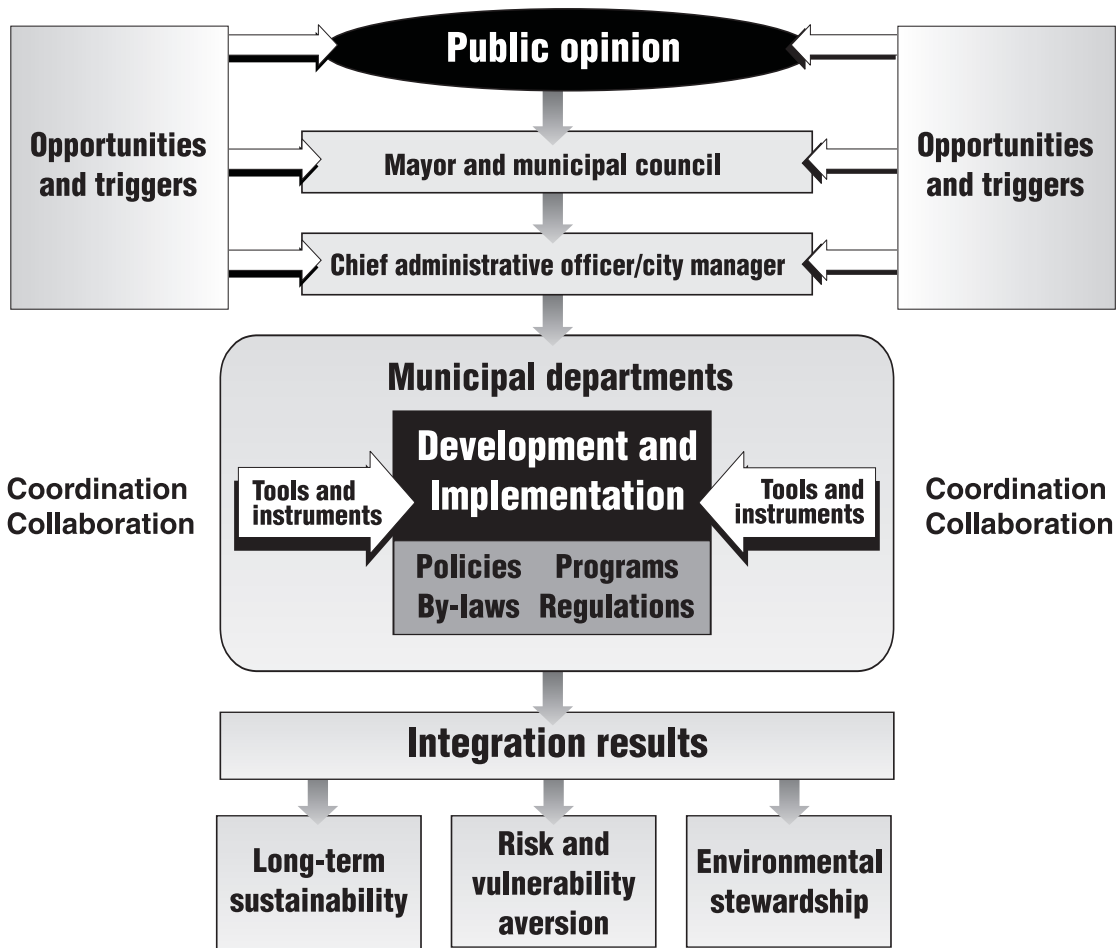 Public opinion
Opportunities
and triggers
Opportunities
and triggers
Mayor and municipal council
Chief administrative officer/city manager
Municipal departments
Development and
Implementation
Coordination
Collaboration
Tools and
instruments
Tools and
instruments
Coordination
Collaboration
Policies Programs
By-laws Regulations
Integration results
Long-term
sustainability
Risk and
vulnerability
aversion
Environmental
stewardship